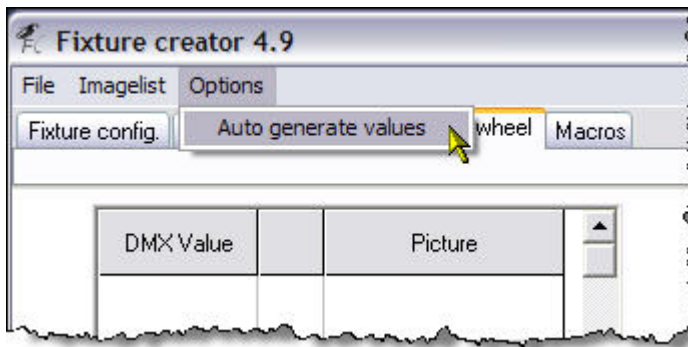 Fixture creator 4.9
File Imagelist Options
Fixture config. Auto generate values wheel Macros
DMX Value Picture